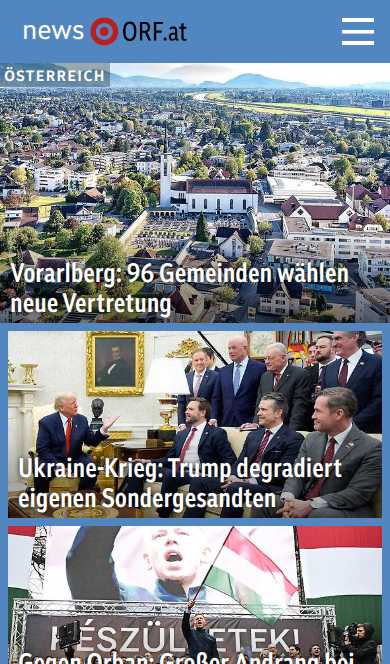 news ORF.at
ÖSTERREICH
Vorarlberg: 96 Gemeinden wählen
neue Vertretung
Ukraine-Krieg: Trump degradiert
eigenen Sondergesandten
KÉSZÜLJETEK!
Gegen Orban: Großer Andrang bei